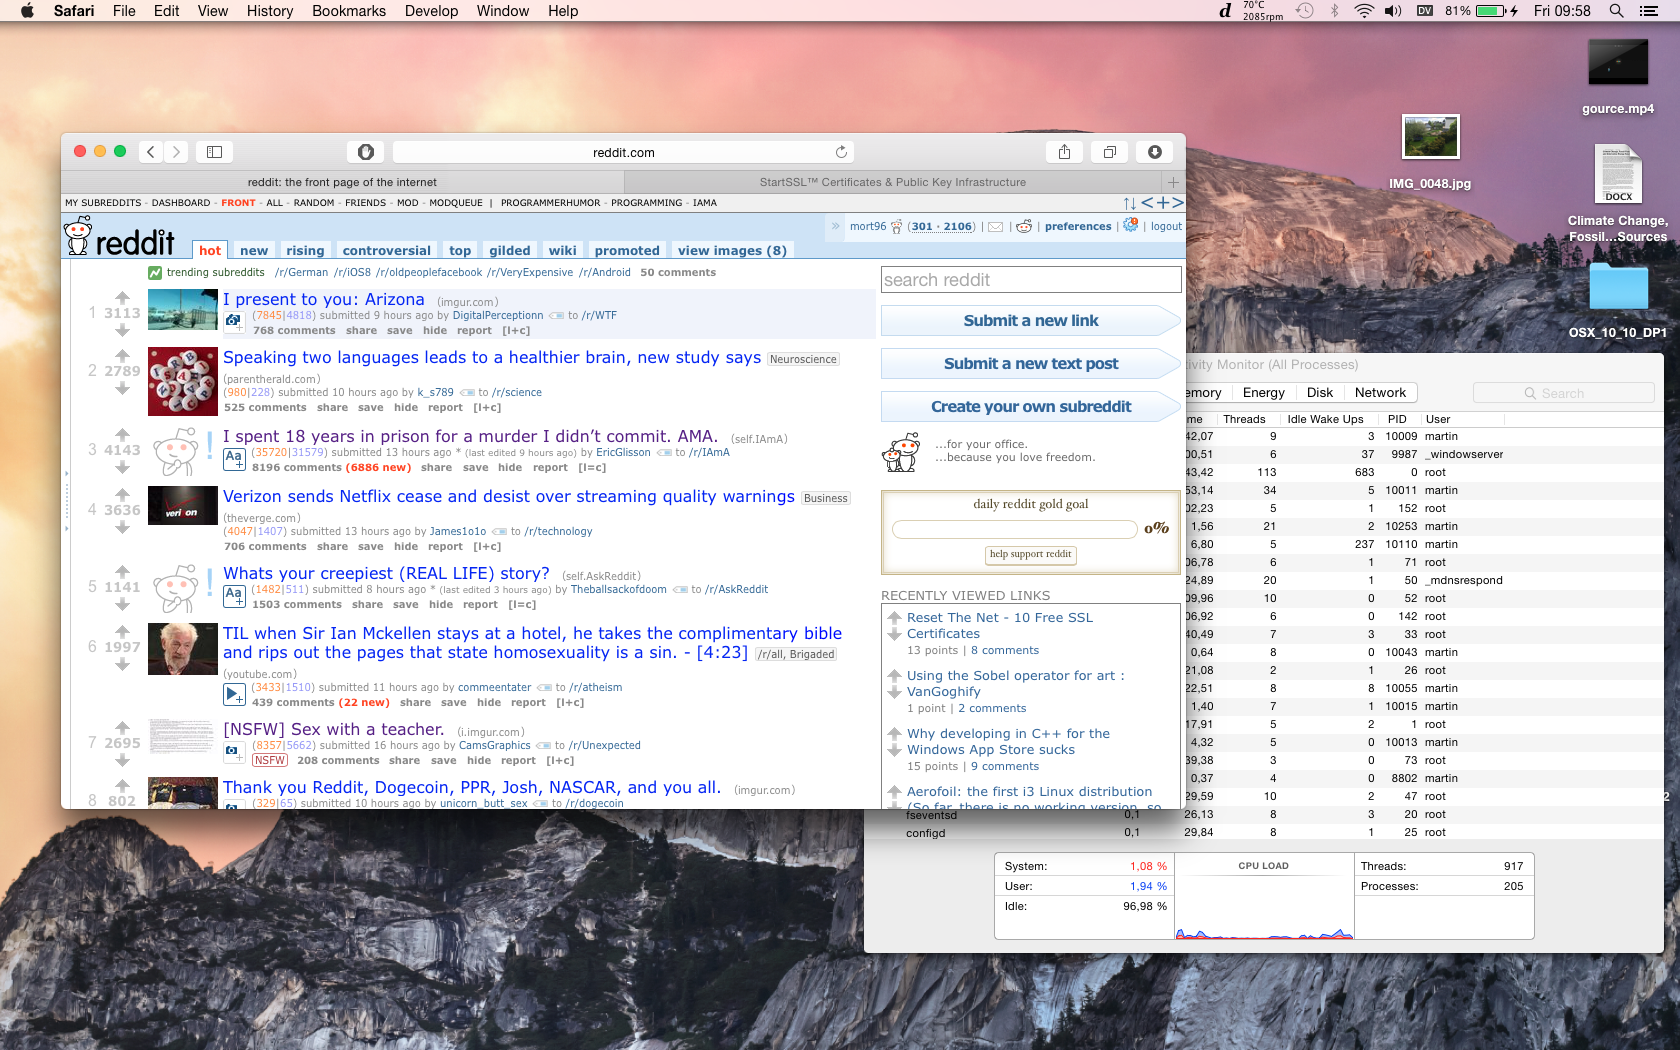 Safari File Edit View History Bookmarks Develop Window Help
d 70°C 2085rpm DV 81% Fri 09:58
gource.mp4
IMG_0048.jpg
DOCX
Climate Change,
Fossil...Sources
OSX_10_10_DP1
reddit.com
reddit: the front page of the internet
StartSSL™ Certificates & Public Key Infrastructure
MY SUBREDDITS - DASHBOARD - FRONT - ALL - RANDOM - FRIENDS - MOD - MODQUEUE | PROGRAMMERHUMOR - PROGRAMMING - IAMA
reddit hot new rising controversial top gilded wiki promoted view images (8)
mort96 (301 · 2106) | | | preferences | | logout
trending subreddits /r/German /r/iOS8 /r/oldpeoplefacebook /r/VeryExpensive /r/Android 50 comments
1 3113
I present to you: Arizona (imgur.com)
(7845|4818) submitted 9 hours ago by DigitalPerceptionn to /r/WTF
768 comments share save hide report [l+c]
2 2789
Speaking two languages leads to a healthier brain, new study says Neuroscience
(parentherald.com)
(980|228) submitted 10 hours ago by k_s789 to /r/science
525 comments share save hide report [l+c]
3 4143
I spent 18 years in prison for a murder I didn't commit. AMA. (self.IAmA)
Aa (35720|31579) submitted 13 hours ago * (last edited 9 hours ago) by EricGlisson to /r/IAmA
8196 comments (6886 new) share save hide report [l=c]
4 3636
verizon
Verizon sends Netflix cease and desist over streaming quality warnings Business
(theverge.com)
(4047|1407) submitted 13 hours ago by James1o1o to /r/technology
706 comments share save hide report [l+c]
5 1141
Whats your creepiest (REAL LIFE) story? (self.AskReddit)
Aa (1482|511) submitted 8 hours ago * (last edited 3 hours ago) by Theballsackofdoom to /r/AskReddit
1503 comments share save hide report [l=c]
6 1997
TIL when Sir Ian Mckellen stays at a hotel, he takes the complimentary bible
and rips out the pages that state homosexuality is a sin. - [4:23] /r/all, Brigaded
(youtube.com)
(3433|1510) submitted 11 hours ago by commeentater to /r/atheism
439 comments (22 new) share save hide report [l+c]
7 2695
[NSFW] Sex with a teacher. (i.imgur.com)
(8357|5662) submitted 16 hours ago by CamsGraphics to /r/Unexpected
NSFW 208 comments share save hide report [l+c]
8 802
Thank you Reddit, Dogecoin, PPR, Josh, NASCAR, and you all. (imgur.com)
(329|65) submitted 10 hours ago by unicorn_butt_sex to /r/dogecoin
search reddit
Submit a new link
Submit a new text post
Create your own subreddit
...for your office.
...because you love freedom.
daily reddit gold goal
0%
help support reddit
RECENTLY VIEWED LINKS
Reset The Net - 10 Free SSL
Certificates
13 points | 8 comments
Using the Sobel operator for art :
VanGoghify
1 point | 2 comments
Why developing in C++ for the
Windows App Store sucks
15 points | 9 comments
Aerofoil: the first i3 Linux distribution
(So far, there is no working version, so
tivity Monitor (All Processes)
emory Energy Disk Network Search
me Threads Idle Wake Ups PID User
42,07 9 3 10009 martin
00,51 6 37 9987 _windowserver
43,42 113 683 0 root
53,14 34 5 10011 martin
02,23 5 1 152 root
1,56 21 2 10253 martin
6,80 5 237 10110 martin
06,78 6 1 71 root
24,89 20 1 50 _mdnsrespond
09,96 10 0 52 root
06,92 6 0 142 root
40,49 7 3 33 root
0,64 8 0 10043 martin
21,08 2 1 26 root
22,51 8 8 10055 martin
1,40 7 1 10015 martin
17,91 5 2 1 root
4,32 5 0 10013 martin
39,38 3 0 73 root
0,37 4 0 8802 martin
29,59 10 2 47 root
fseventsd 0,1 26,13 8 3 20 root
configd 0,1 29,84 8 1 25 root
2
System: 1,08 % CPU LOAD Threads: 917
User: 1,94 % Processes: 205
Idle: 96,98 %